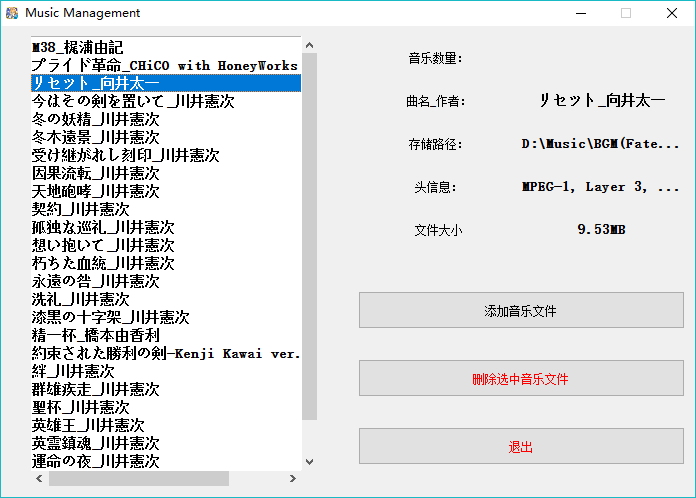 Music Management
M38_梶浦由記
プライド革命_CHiCO with HoneyWorks
リセット_向井太一
今はその剣を置いて_川井憲次
冬の妖精_川井憲次
冬木遠景_川井憲次
受け継がれし刻印_川井憲次
因果流転_川井憲次
天地砲哮_川井憲次
契約_川井憲次
孤独な巡礼_川井憲次
想い抱いて_川井憲次
朽ちた血統_川井憲次
永遠の咎_川井憲次
洗礼_川井憲次
漆黒の十字架_川井憲次
精一杯_橋本由香利
約束された勝利の剣-Kenji Kawai ver.
絆_川井憲次
群雄疾走_川井憲次
聖杯_川井憲次
英雄王_川井憲次
英霊鎮魂_川井憲次
運命の夜_川井憲次
音乐数量:
曲名_作者: リセット_向井太一
存储路径: D:\Music\BGM(Fate...
头信息: MPEG-1, Layer 3, ...
文件大小 9.53MB
添加音乐文件
删除选中音乐文件
退出